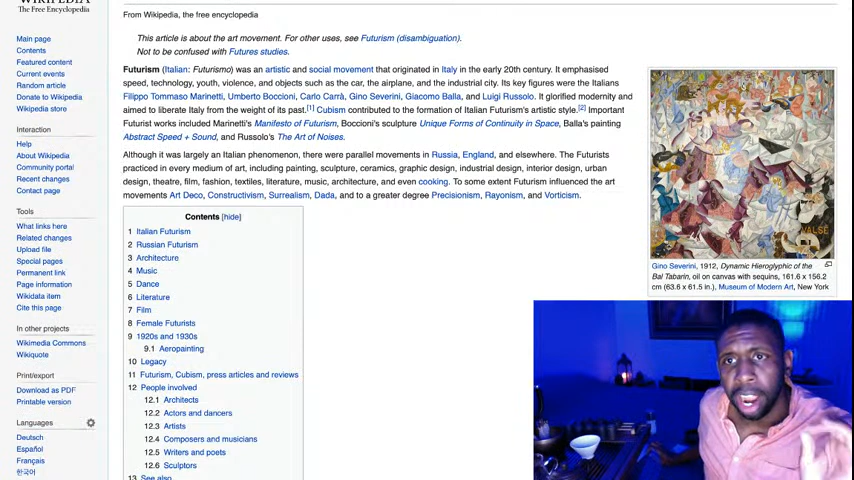 WIKIPEDIA
The Free Encyclopedia
Main page
Contents
Featured content
Current events
Random article
Donate to Wikipedia
Wikipedia store
Interaction
Help
About Wikipedia
Community portal
Recent changes
Contact page
Tools
What links here
Related changes
Upload file
Special pages
Permanent link
Page information
Wikidata item
Cite this page
In other projects
Wikimedia Commons
Wikiquote
Print/export
Download as PDF
Printable version
Languages
Deutsch
Español
Français
한국어
From Wikipedia, the free encyclopedia
This article is about the art movement. For other uses, see Futurism (disambiguation).
Not to be confused with Futures studies.
Futurism (Italian: Futurismo) was an artistic and social movement that originated in Italy in the early 20th century. It emphasised
speed, technology, youth, violence, and objects such as the car, the airplane, and the industrial city. Its key figures were the Italians
Filippo Tommaso Marinetti, Umberto Boccioni, Carlo Carrà, Gino Severini, Giacomo Balla, and Luigi Russolo. It glorified modernity and
aimed to liberate Italy from the weight of its past.[1] Cubism contributed to the formation of Italian Futurism's artistic style.[2] Important
Futurist works included Marinetti's Manifesto of Futurism, Boccioni's sculpture Unique Forms of Continuity in Space, Balla's painting
Abstract Speed + Sound, and Russolo's The Art of Noises.
Although it was largely an Italian phenomenon, there were parallel movements in Russia, England, and elsewhere. The Futurists
practiced in every medium of art, including painting, sculpture, ceramics, graphic design, industrial design, interior design, urban
design, theatre, film, fashion, textiles, literature, music, architecture, and even cooking. To some extent Futurism influenced the art
movements Art Deco, Constructivism, Surrealism, Dada, and to a greater degree Precisionism, Rayonism, and Vorticism.
Contents [hide]
1 Italian Futurism
2 Russian Futurism
3 Architecture
4 Music
5 Dance
6 Literature
7 Film
8 Female Futurists
9 1920s and 1930s
9.1 Aeropainting
10 Legacy
11 Futurism, Cubism, press articles and reviews
12 People involved
12.1 Architects
12.2 Actors and dancers
12.3 Artists
12.4 Composers and musicians
12.5 Writers and poets
12.6 Sculptors
13 See also
VALSE
Gino Severini, 1912, Dynamic Hieroglyphic of the
Bal Tabarin, oil on canvas with sequins, 161.6 x 156.2
cm (63.6 x 61.5 in.), Museum of Modern Art, New York